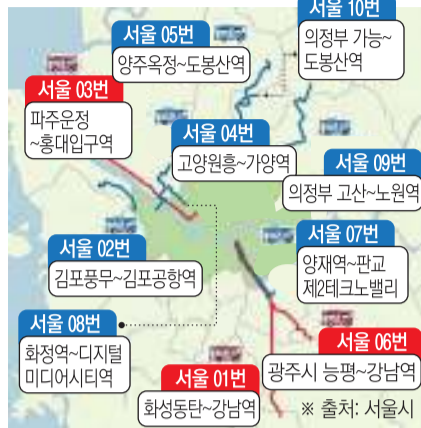 서울 10번
의정부 가능~
도봉산역
서울 05번
양주옥정~도봉산역
서울 03번
파주운정
~홍대입구역
서울 04번
고양원흥~가양역
서울 09번
의정부 고산~노원역
서울 02번
김포풍무~김포공항역
서울 07번
양재역~판교
제2테크노밸리
서울 08번
화정역~디지털
미디어시티역
서울 06번
광주시 능평~강남역
서울 01번
화성동탄~강남역
※ 출처: 서울시